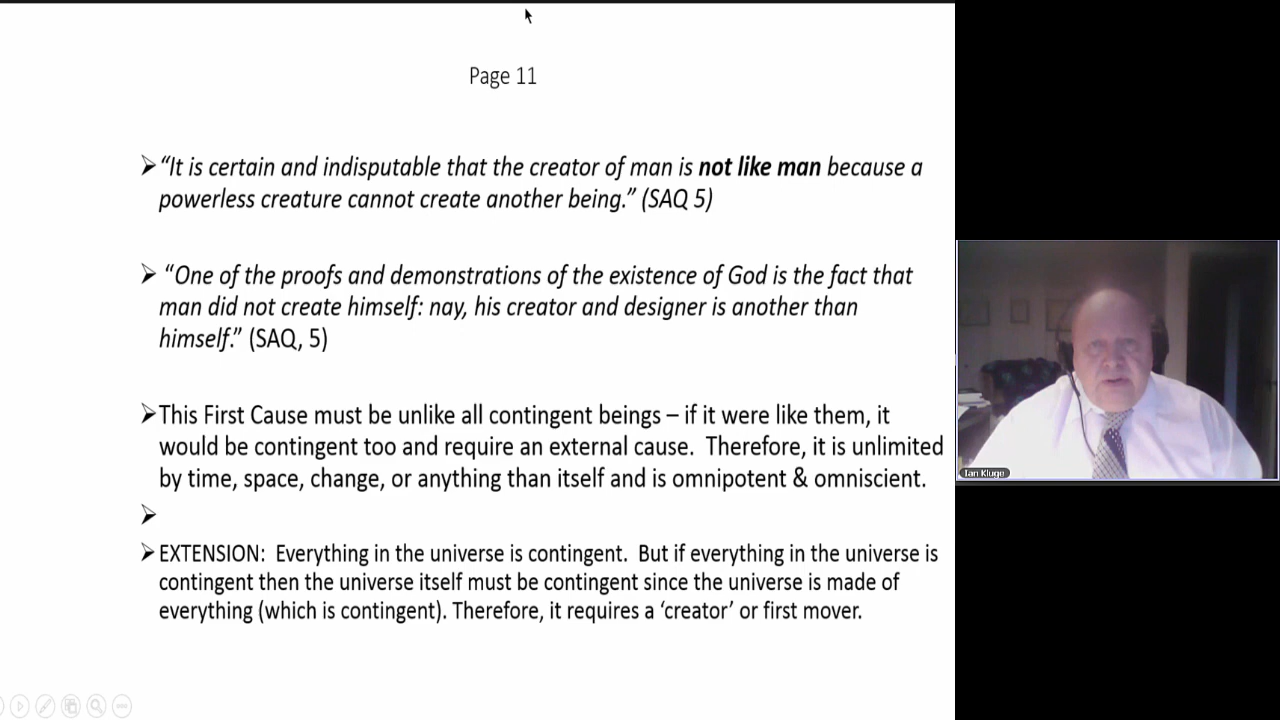 Page 11
➢“It is certain and indisputable that the creator of man is not like man because a
powerless creature cannot create another being.” (SAQ 5)
➢ “One of the proofs and demonstrations of the existence of God is the fact that
man did not create himself: nay, his creator and designer is another than
himself.” (SAQ, 5)
➢This First Cause must be unlike all contingent beings – if it were like them, it
would be contingent too and require an external cause.  Therefore, it is unlimited
by time, space, change, or anything than itself and is omnipotent & omniscient.
➢
➢EXTENSION:  Everything in the universe is contingent.  But if everything in the universe is
contingent then the universe itself must be contingent since the universe is made of
everything (which is contingent). Therefore, it requires a ‘creator’ or first mover.
Ian Kluge